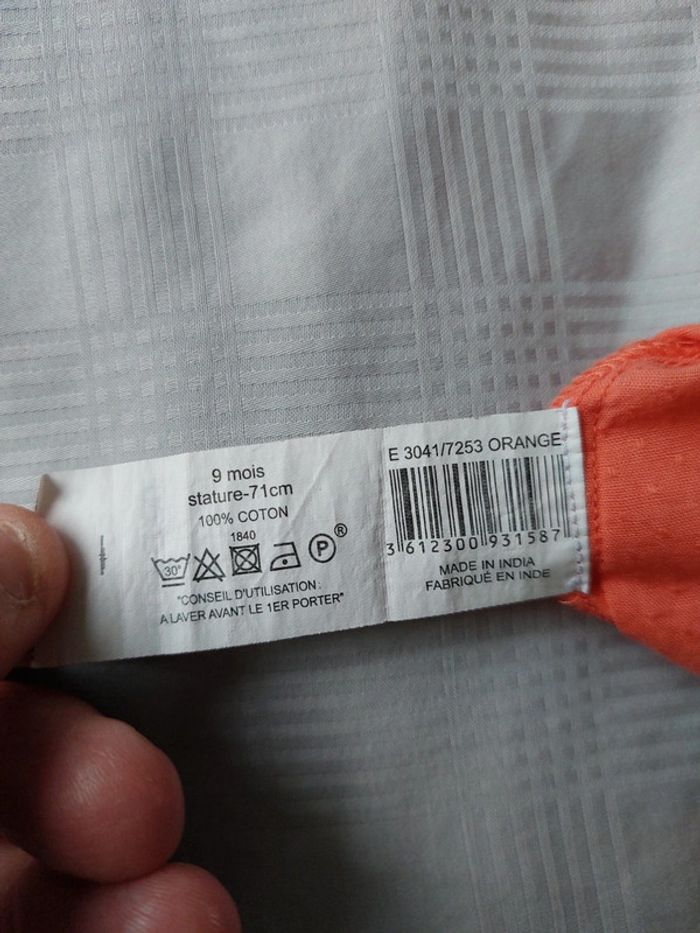 9 mois
stature-71cm
100% COTON
1840
30°
P ®
"CONSEIL D'UTILISATION :
A LAVER AVANT LE 1ER PORTER"
E 3041/7253 ORANGE
3 612300 931587
MADE IN INDIA
FABRIQUÉ EN INDE